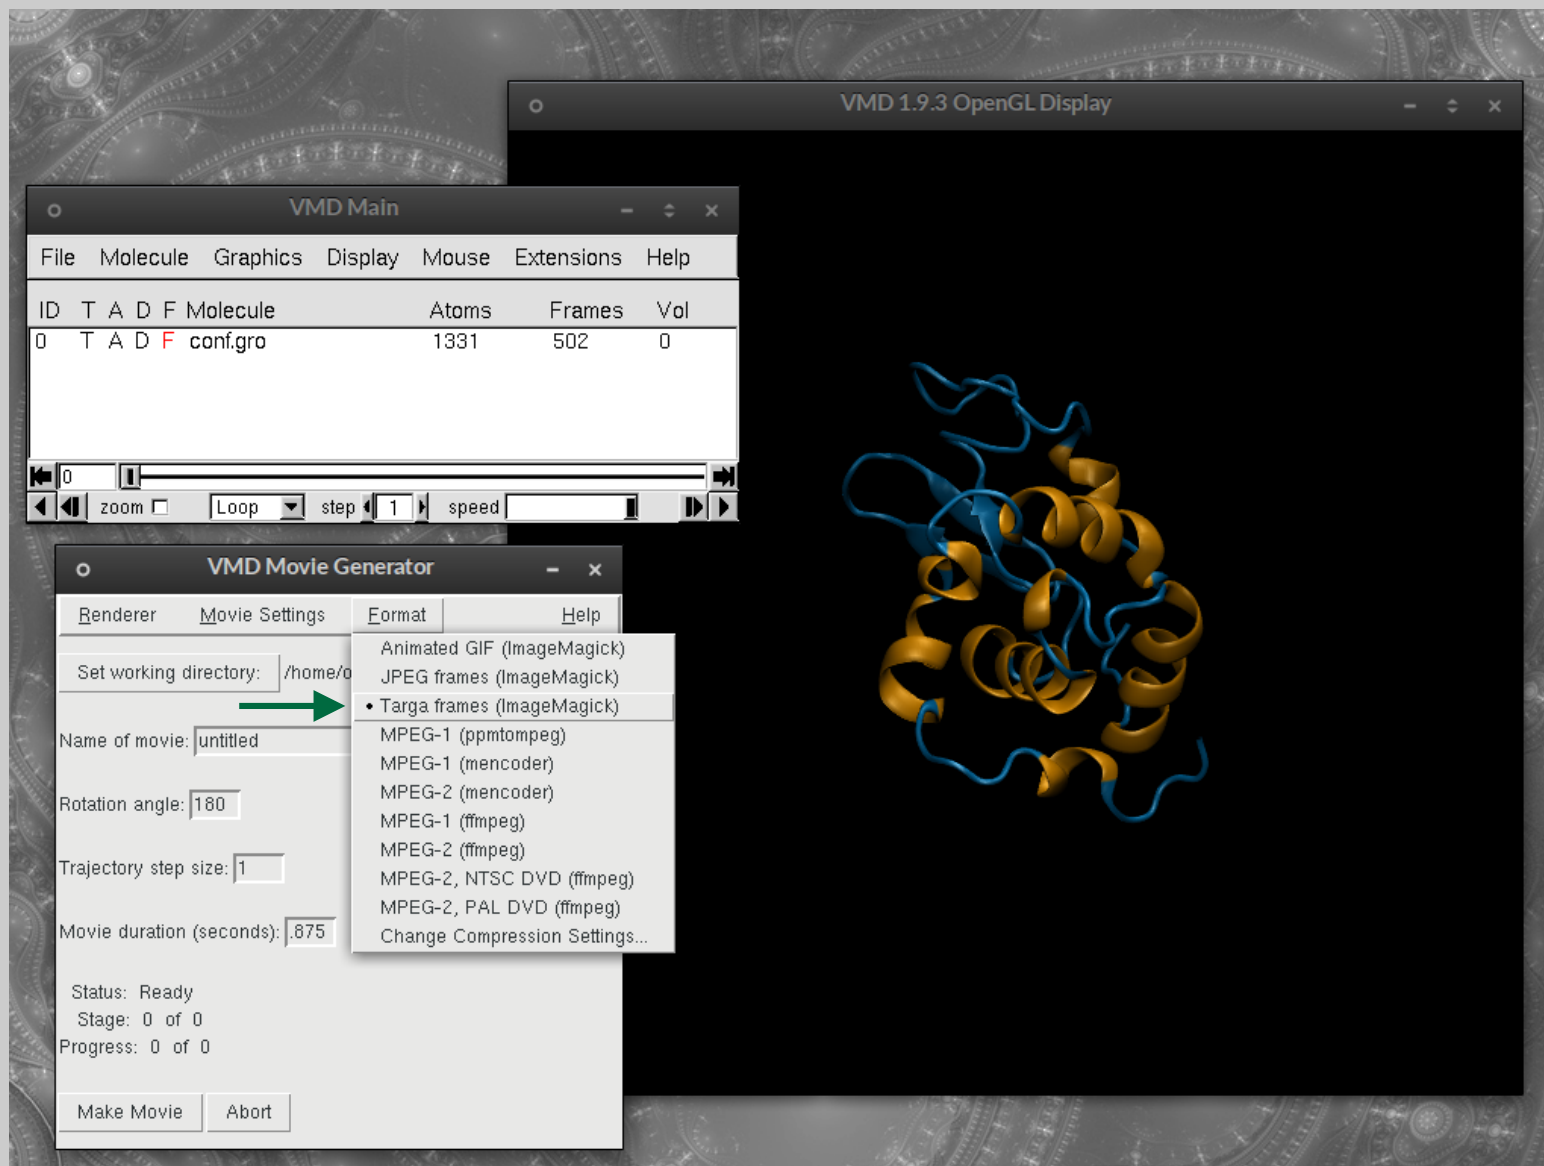 VMD 1.9.3 OpenGL Display
VMD Main
File Molecule Graphics Display Mouse Extensions Help
ID T A D F Molecule Atoms Frames Vol
0 T A D F conf.gro 1331 502 0
0
zoom Loop step 1 speed
VMD Movie Generator
Renderer Movie Settings Format Help
Set working directory: /home/o
Name of movie: untitled
Rotation angle: 180
Trajectory step size: 1
Movie duration (seconds): .875
Animated GIF (ImageMagick)
JPEG frames (ImageMagick)
Targa frames (ImageMagick)
MPEG-1 (ppmtompeg)
MPEG-1 (mencoder)
MPEG-2 (mencoder)
MPEG-1 (ffmpeg)
MPEG-2 (ffmpeg)
MPEG-2, NTSC DVD (ffmpeg)
MPEG-2, PAL DVD (ffmpeg)
Change Compression Settings...
Status: Ready
Stage: 0 of 0
Progress: 0 of 0
Make Movie Abort